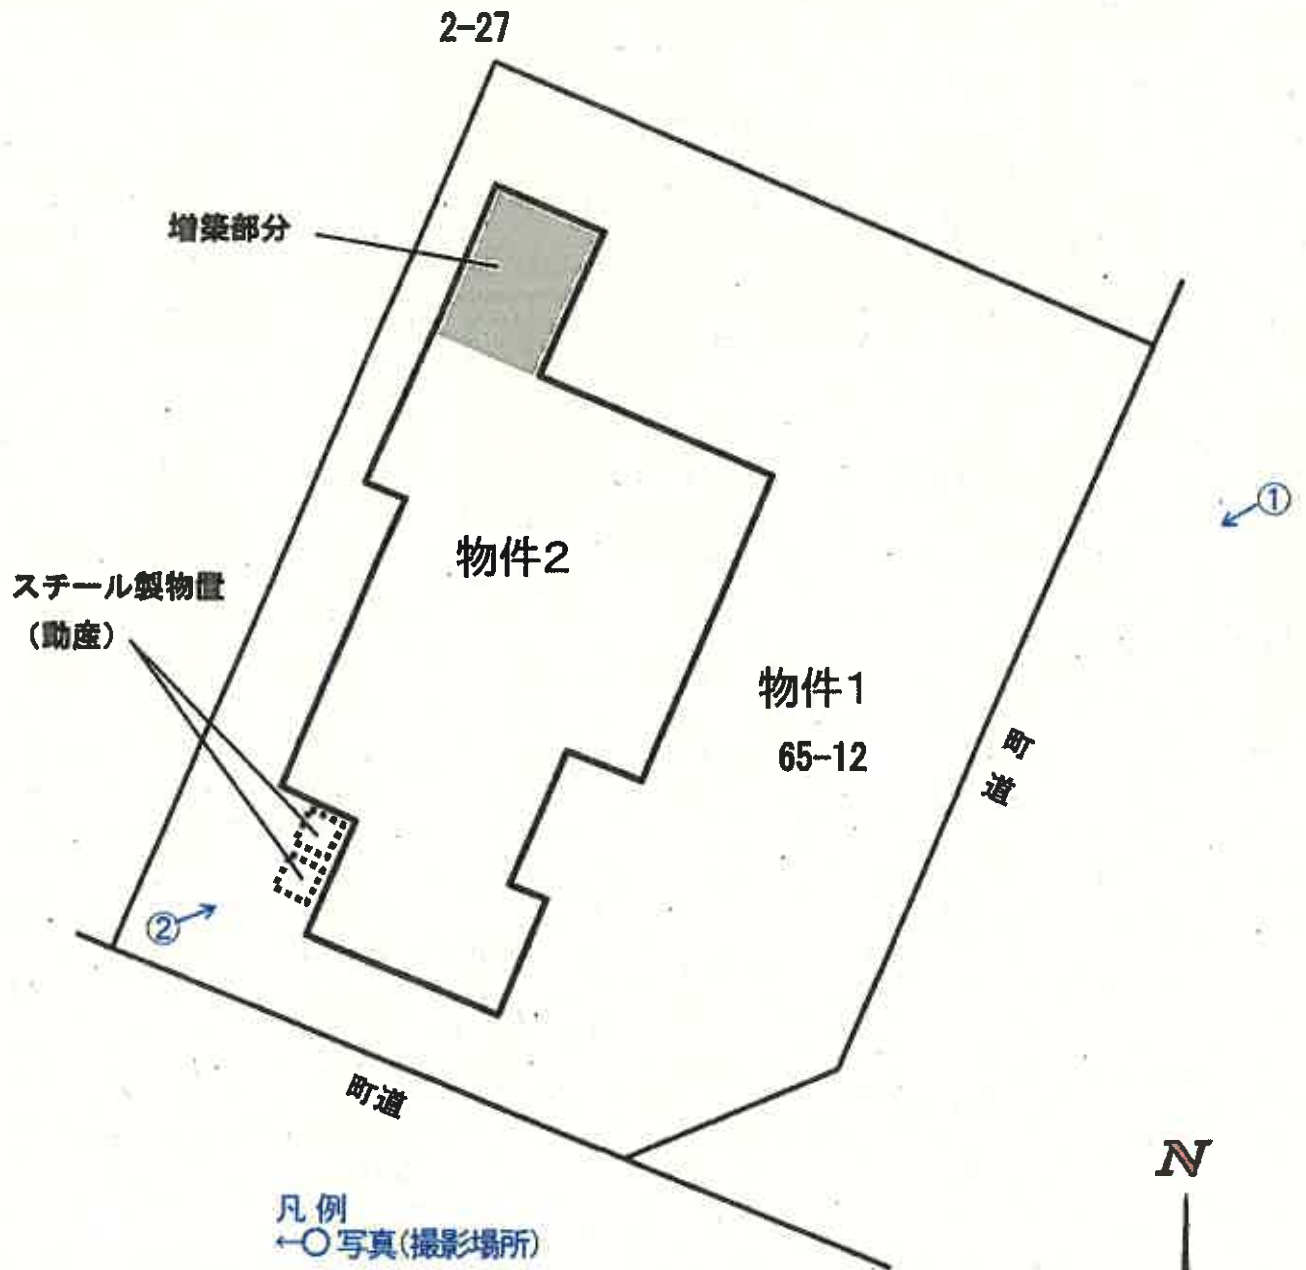 2-27
増築部分
①
物件2
スチール製物置
（動産）
物件1
65-12
町道
②
町道
N
凡例
←○写真(撮影場所)